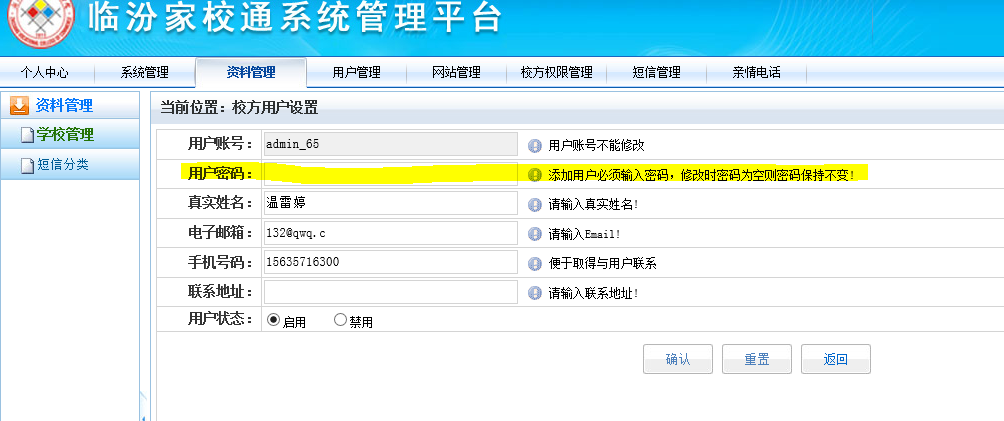 临汾家校通系统管理平台
个人中心 系统管理 资料管理 用户管理 网站管理 校方权限管理 短信管理 亲情电话
资料管理
学校管理
短信分类
当前位置：校方用户设置
用户账号： admin_65 用户账号不能修改
用户密码： 添加用户必须输入密码，修改时密码为空则密码保持不变！
真实姓名： 温雷婷 请输入真实姓名！
电子邮箱： 132@qwq.c 请输入Email！
手机号码： 15635716300 便于取得与用户联系
联系地址： 请输入联系地址！
用户状态： 启用 禁用
确认 重置 返回